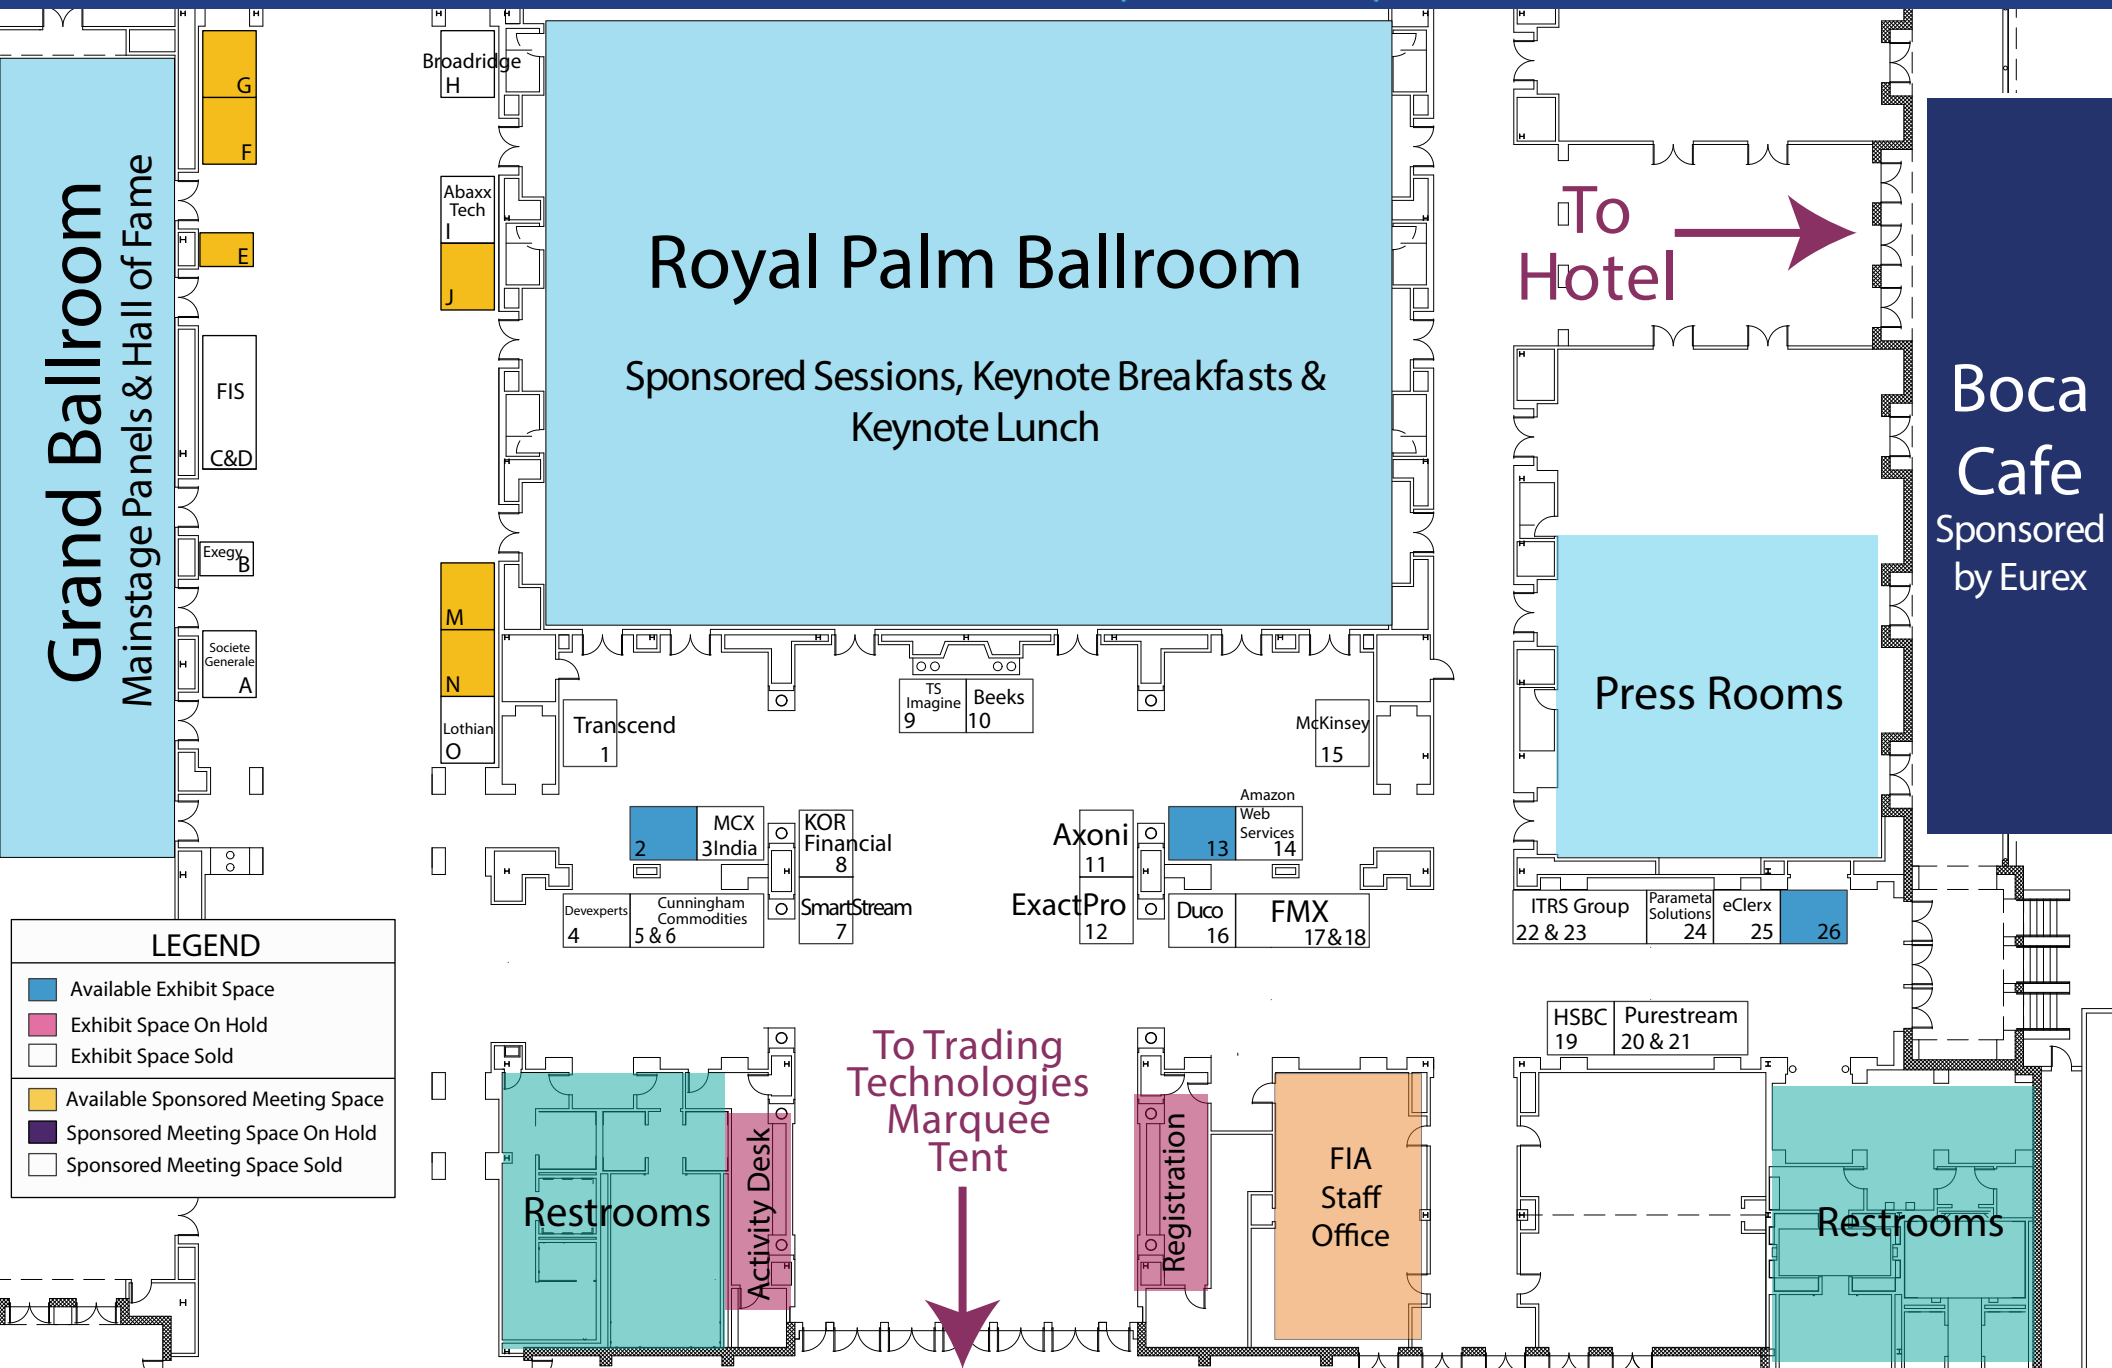 G
F
E
FIS
C&D
Exegy
B
Societe
Generale
A
Grand Ballroom
Mainstage Panels & Hall of Fame
Broadridge
H
Abaxx
Tech
I
J
M
N
Lothian
O
Royal Palm Ballroom
Sponsored Sessions, Keynote Breakfasts &
Keynote Lunch
To
Hotel
Boca
Cafe
Sponsored
by Eurex
Press Rooms
Transcend
1
TS
Imagine
9
Beeks
10
McKinsey
15
2
MCX
3India
KOR
Financial
8
Axoni
11
13
Amazon
Web
Services
14
Devexperts
4
Cunningham
Commodities
5 & 6
SmartStream
7
ExactPro
12
Duco
16
FMX
17&18
ITRS Group
22 & 23
Parameta
Solutions
24
eClerx
25
26
HSBC
19
Purestream
20 & 21
LEGEND
Available Exhibit Space
Exhibit Space On Hold
Exhibit Space Sold
Available Sponsored Meeting Space
Sponsored Meeting Space On Hold
Sponsored Meeting Space Sold
Restrooms
Activity Desk
To Trading
Technologies
Marquee
Tent
Registration
FIA
Staff
Office
Restrooms